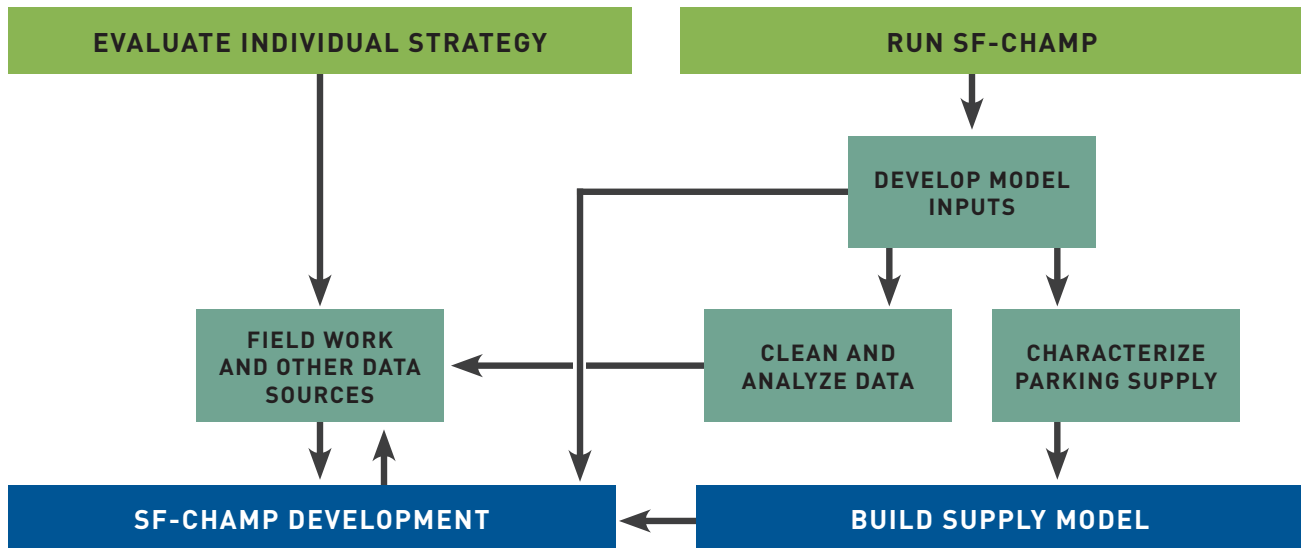 EVALUATE INDIVIDUAL STRATEGY
RUN SF-CHAMP
DEVELOP MODEL
INPUTS
FIELD WORK
AND OTHER DATA
SOURCES
CLEAN AND
ANALYZE DATA
CHARACTERIZE
PARKING SUPPLY
SF-CHAMP DEVELOPMENT
BUILD SUPPLY MODEL